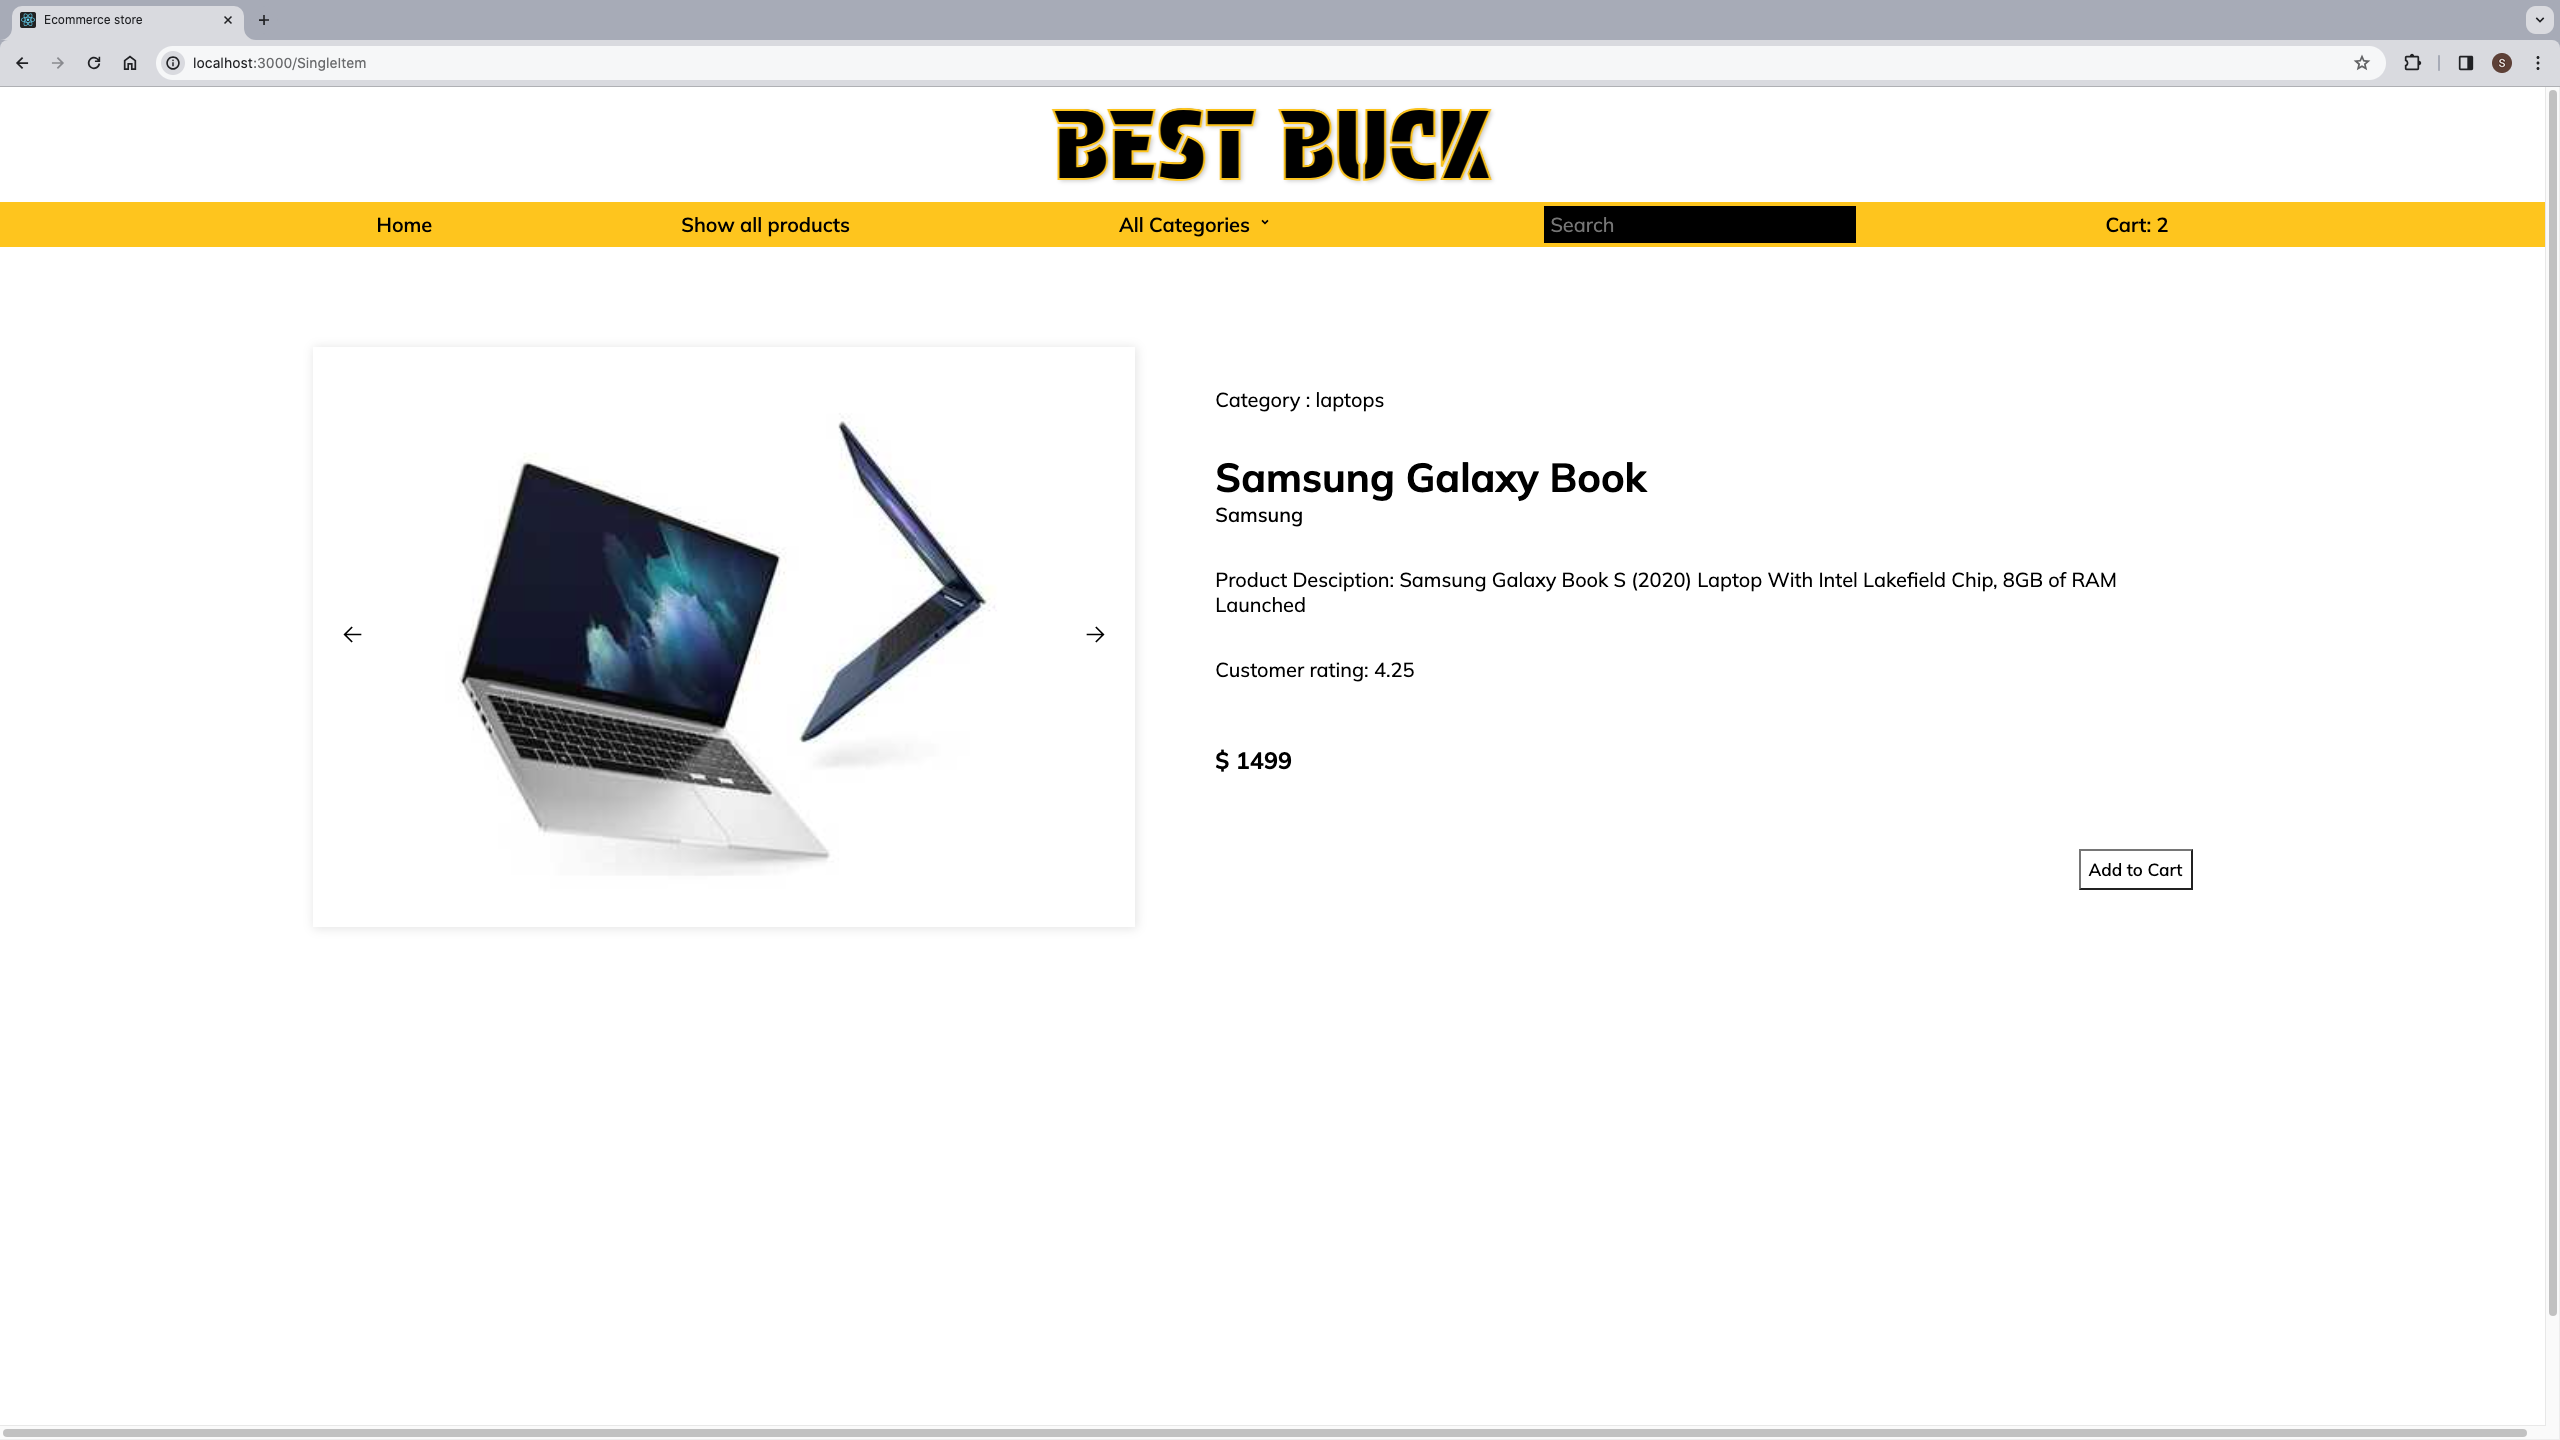 Ecommerce store
localhost:3000/SingleItem
S
BEST BUCK
Home
Show all products
All Categories
Search
Cart: 2
Category : laptops
Samsung Galaxy Book
Samsung
Product Desciption: Samsung Galaxy Book S (2020) Laptop With Intel Lakefield Chip, 8GB of RAM
Launched
Customer rating: 4.25
$ 1499
Add to Cart